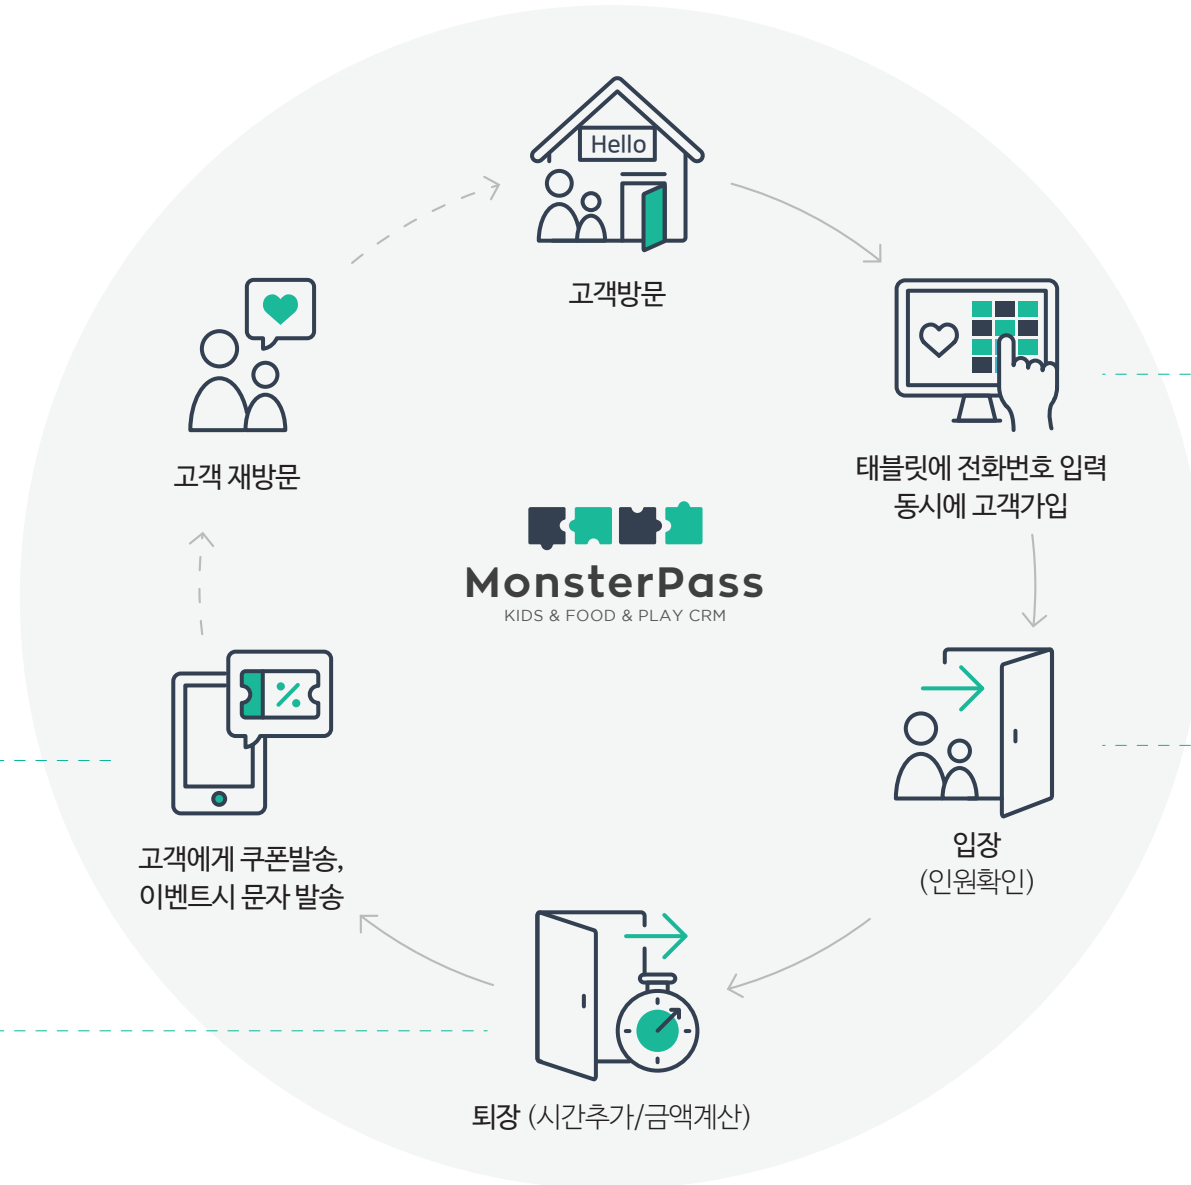 Hello
고객방문
태블릿에 전화번호 입력
동시에 고객가입
입장
(인원확인)
퇴장 (시간추가/금액계산)
고객에게 쿠폰발송,
이벤트시 문자 발송
고객 재방문
MonsterPass
KIDS & FOOD & PLAY CRM